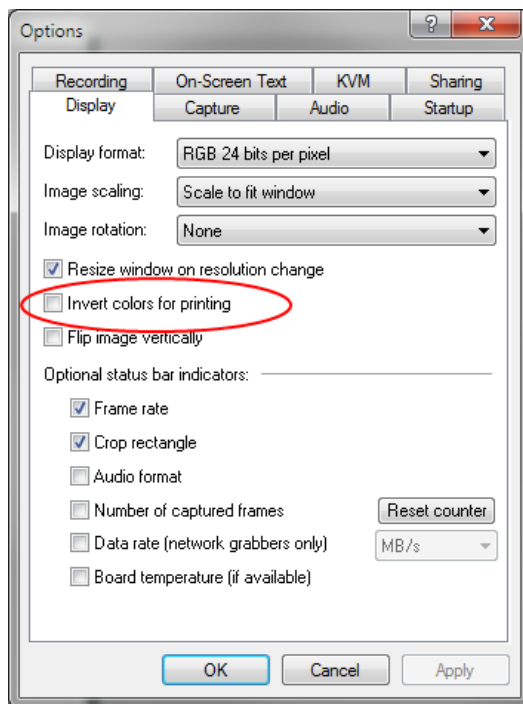 Options
?
X
Recording On-Screen Text KVM Sharing
Display Capture Audio Startup
Display format: RGB 24 bits per pixel
Image scaling: Scale to fit window
Image rotation: None
Resize window on resolution change
Invert colors for printing
Flip image vertically
Optional status bar indicators:
Frame rate
Crop rectangle
Audio format
Number of captured frames Reset counter
Data rate (network grabbers only) MB/s
Board temperature (if available)
OK Cancel Apply